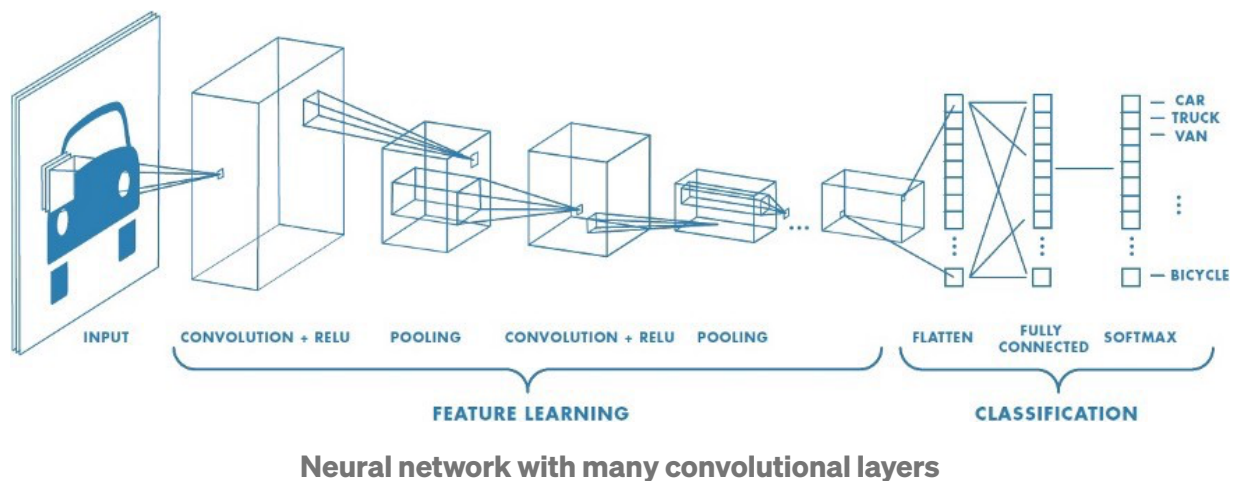 CAR
TRUCK
VAN
BICYCLE
INPUT
CONVOLUTION + RELU
POOLING
CONVOLUTION + RELU
POOLING
FLATTEN
FULLY
CONNECTED
SOFTMAX
FEATURE LEARNING
CLASSIFICATION
Neural network with many convolutional layers